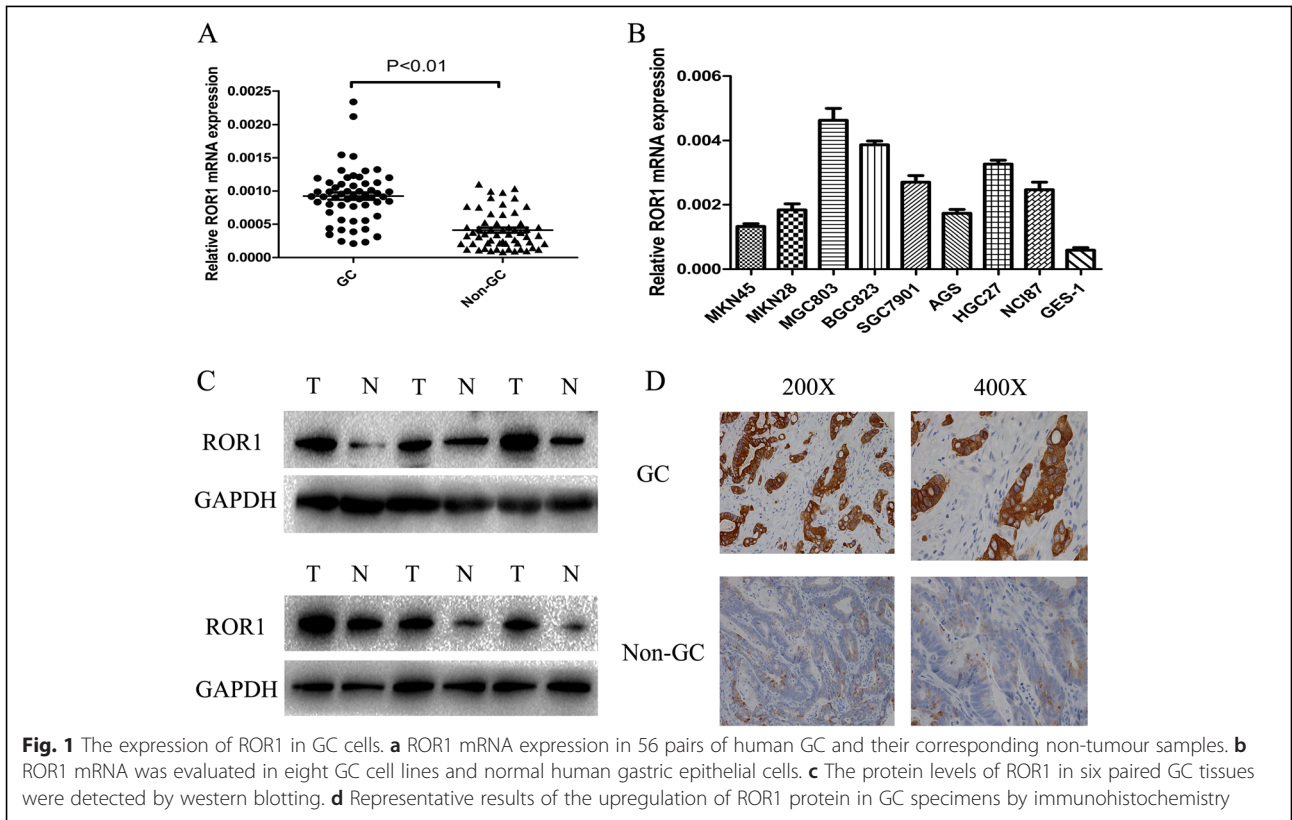 A
P<0.01
Relative ROR1 mRNA expression
0.0025
0.0020
0.0015
0.0010
0.0005
0.0000
GC
Non-GC
B
Relative ROR1 mRNA expression
0.006
0.004
0.002
0.000
MKN45
MKN28
MGC803
BGC823
SGC7901
AGS
HGC27
NCI87
GES-1
C
T N T N T N
ROR1
GAPDH
T N T N T N
ROR1
GAPDH
D
200X 400X
GC
Non-GC
Fig. 1 The expression of ROR1 in GC cells. a ROR1 mRNA expression in 56 pairs of human GC and their corresponding non-tumour samples. b
ROR1 mRNA was evaluated in eight GC cell lines and normal human gastric epithelial cells. c The protein levels of ROR1 in six paired GC tissues
were detected by western blotting. d Representative results of the upregulation of ROR1 protein in GC specimens by immunohistochemistry